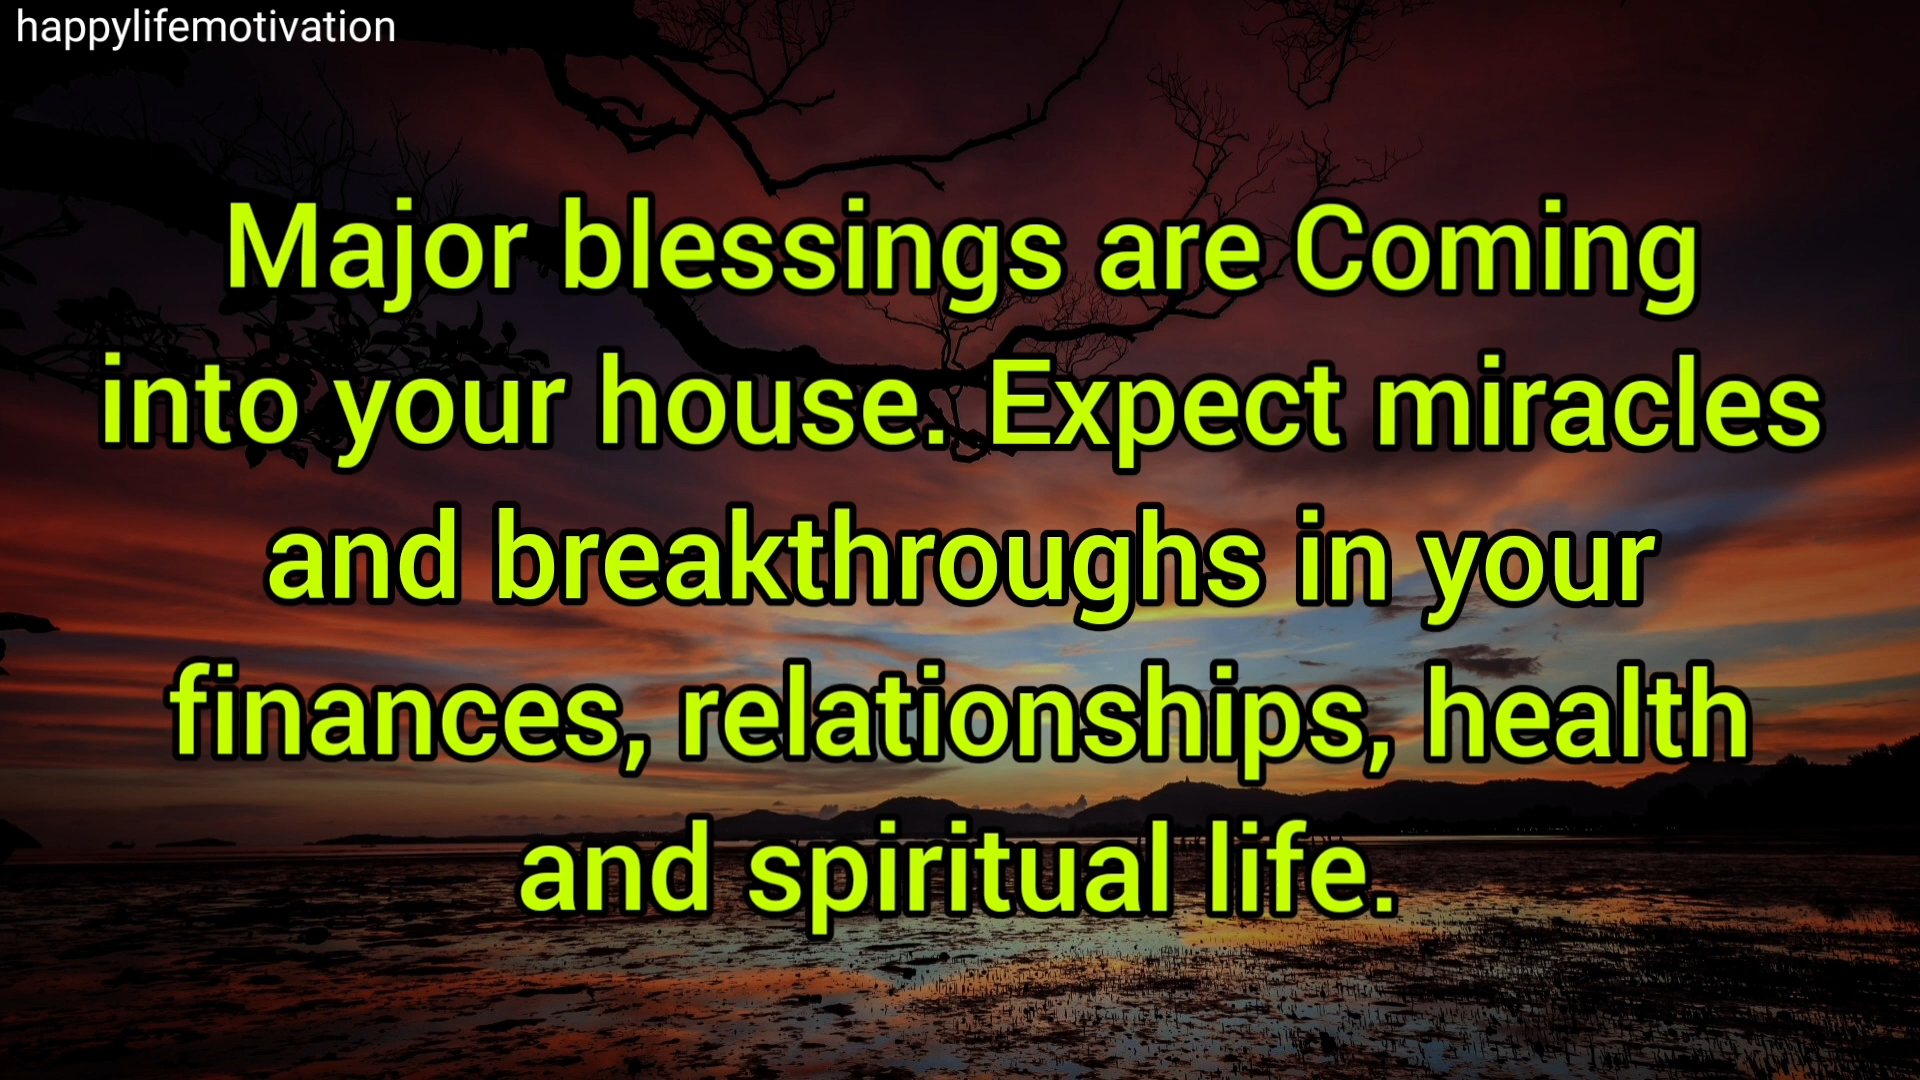 happylifemotivation
Major blessings are Coming
into your house. Expect miracles
and breakthroughs in your
finances, relationships, health
and spiritual life.